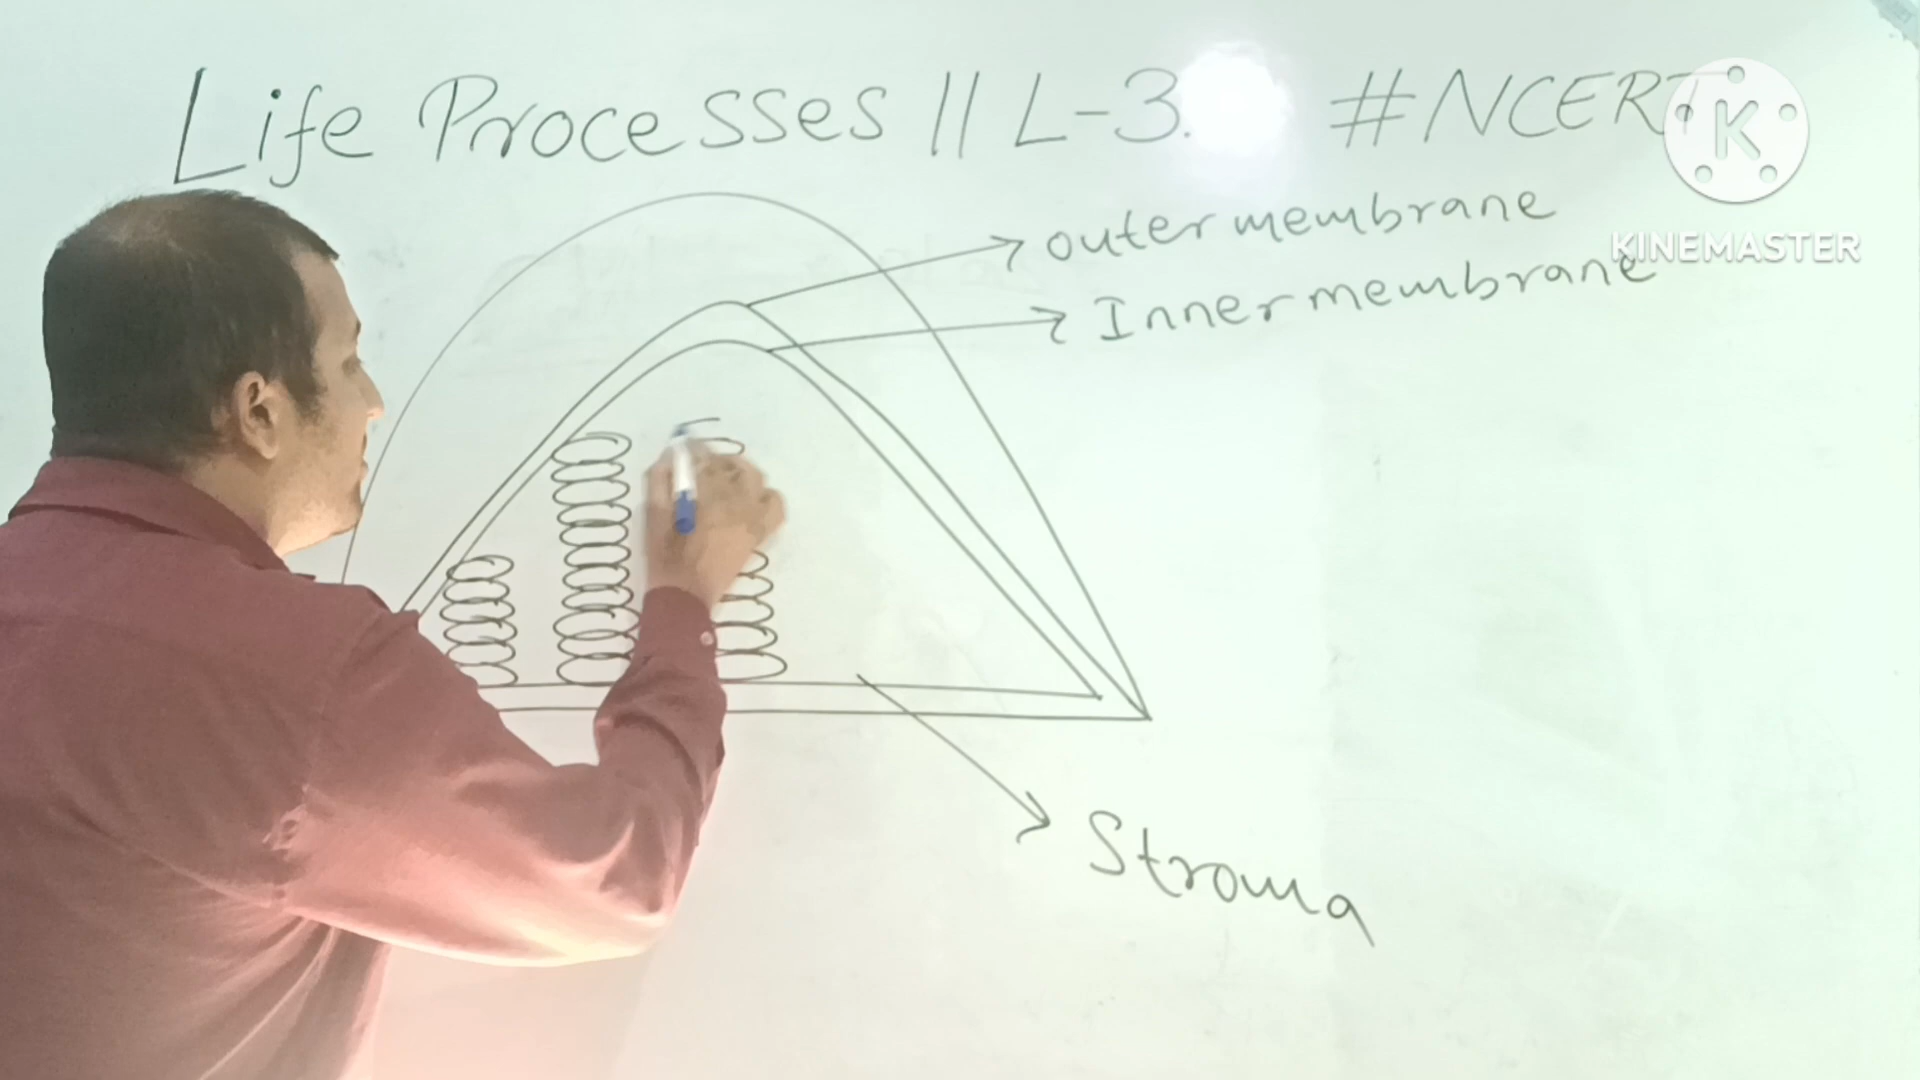 Life Processes || L-3. #NCERT
outer membrane
KINEMASTER
Inner membrane
Stroma